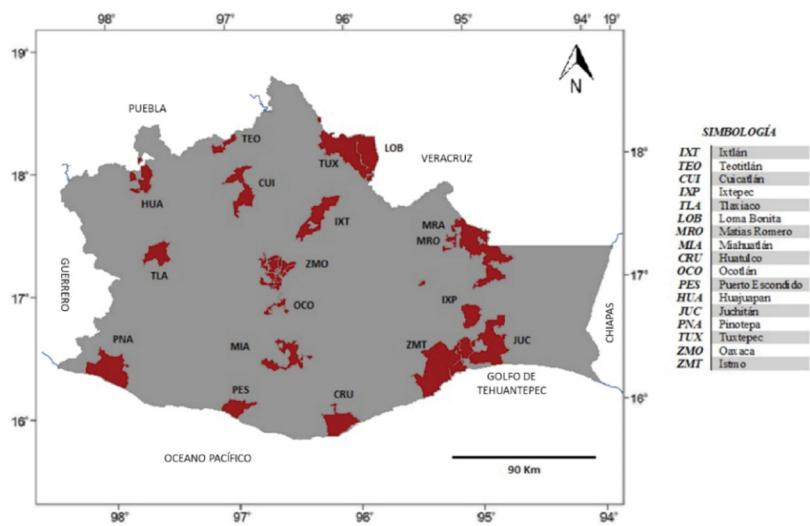 98° 97° 96° 95° 94° 19°
19°
N
PUEBLA
TEO
LOB
TUX
VERACRUZ
18°
18°
CUI
HUA
IXT
MRA
MRO
TLA
ZMO
17°
GUERRERO
17°
OCO
IXP
CHIAPAS
PNA
MIA
ZMT
JUC
GOLFO DE
TEHUANTEPEC
PES
CRU
16°
16°
OCEANO PACÍFICO
90 Km
98° 97° 96° 95° 94°
SIMBOLOGÍA
IXT Ixtlán
TEO Teotitlán
CUI Cuicatlán
IXP Ixtepec
TLA Tlaxiaco
LOB Loma Bonita
MRO Matias Romero
MIA Miahuatlán
CRU Huatulco
OCO Ocotlán
PES Puerto Escondido
HUA Huajuapan
JUC Juchitán
PNA Pinotepa
TUX Tuxtepec
ZMO Oaxaca
ZMT Istmo